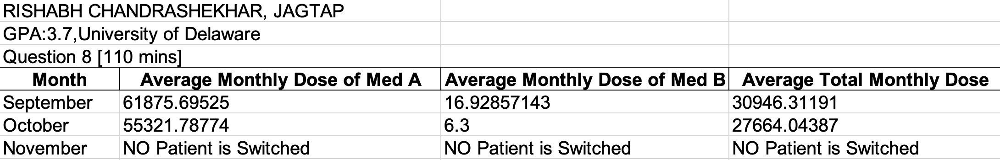 RISHABH CHANDRASHEKHAR, JAGTAP
GPA:3.7,University of Delaware
Question 8 [110 mins]
Month Average Monthly Dose of Med A Average Monthly Dose of Med B Average Total Monthly Dose
September 61875.69525 16.92857143 30946.31191
October 55321.78774 6.3 27664.04387
November NO Patient is Switched NO Patient is Switched NO Patient is Switched